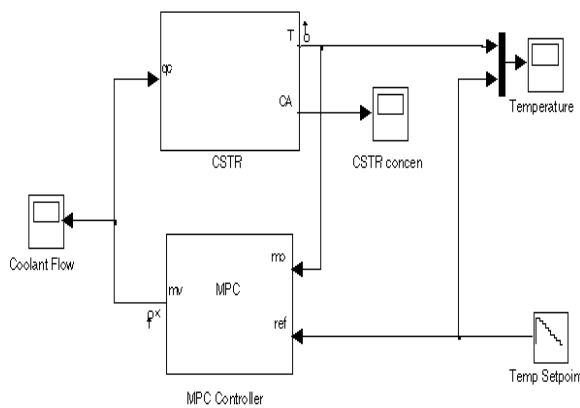 T
qc
CA
CSTR
CSTR concen
Temperature
Coolant Flow
mo
mv
MPC
ref
MPC Controller
Temp Setpoint